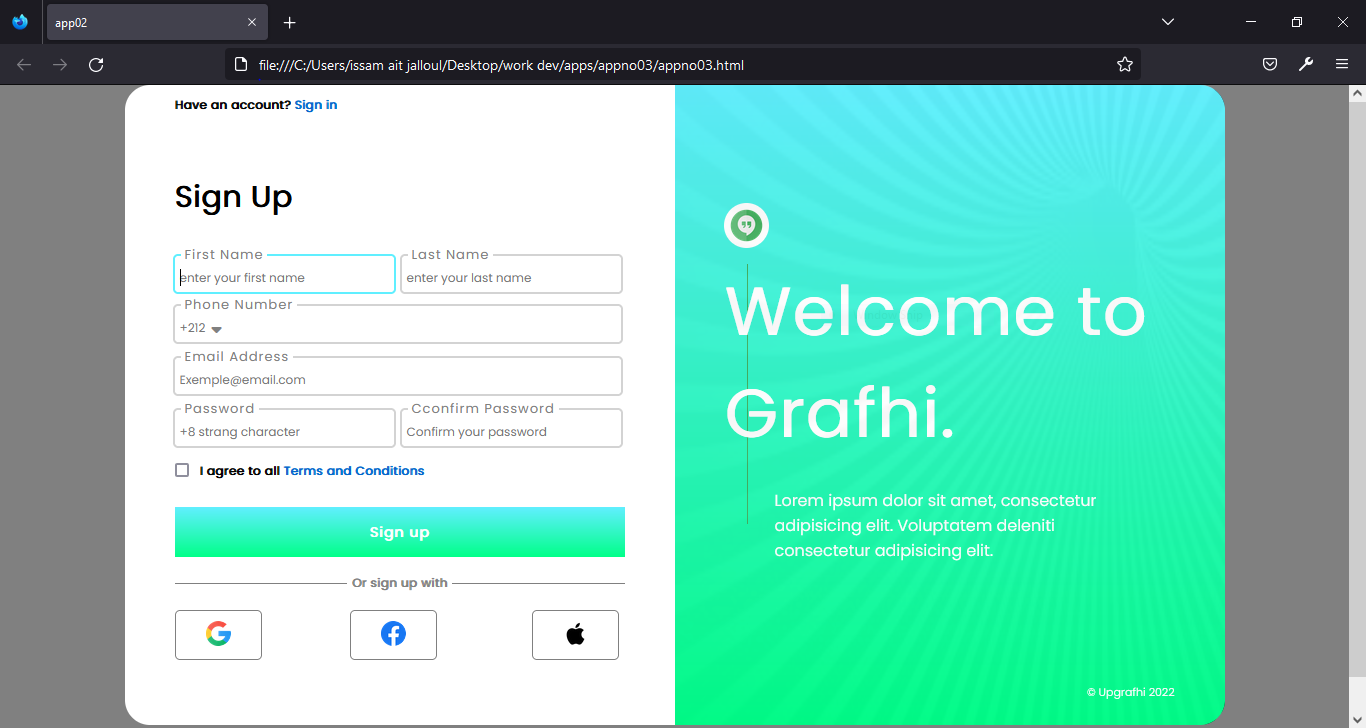 app02
file:///C:/Users/issam ait jalloul/Desktop/work dev/apps/appno03/appno03.html
Have an account? Sign in
Sign Up
First Name
enter your first name
Last Name
enter your last name
Phone Number
+212
Email Address
Exemple@email.com
Password
+8 strang character
Cconfirm Password
Confirm your password
I agree to all Terms and Conditions
Sign up
Or sign up with
Welcome to
Grafhi.
Lorem ipsum dolor sit amet, consectetur
adipisicing elit. Voluptatem deleniti
consectetur adipisicing elit.
© Upgrafhi 2022